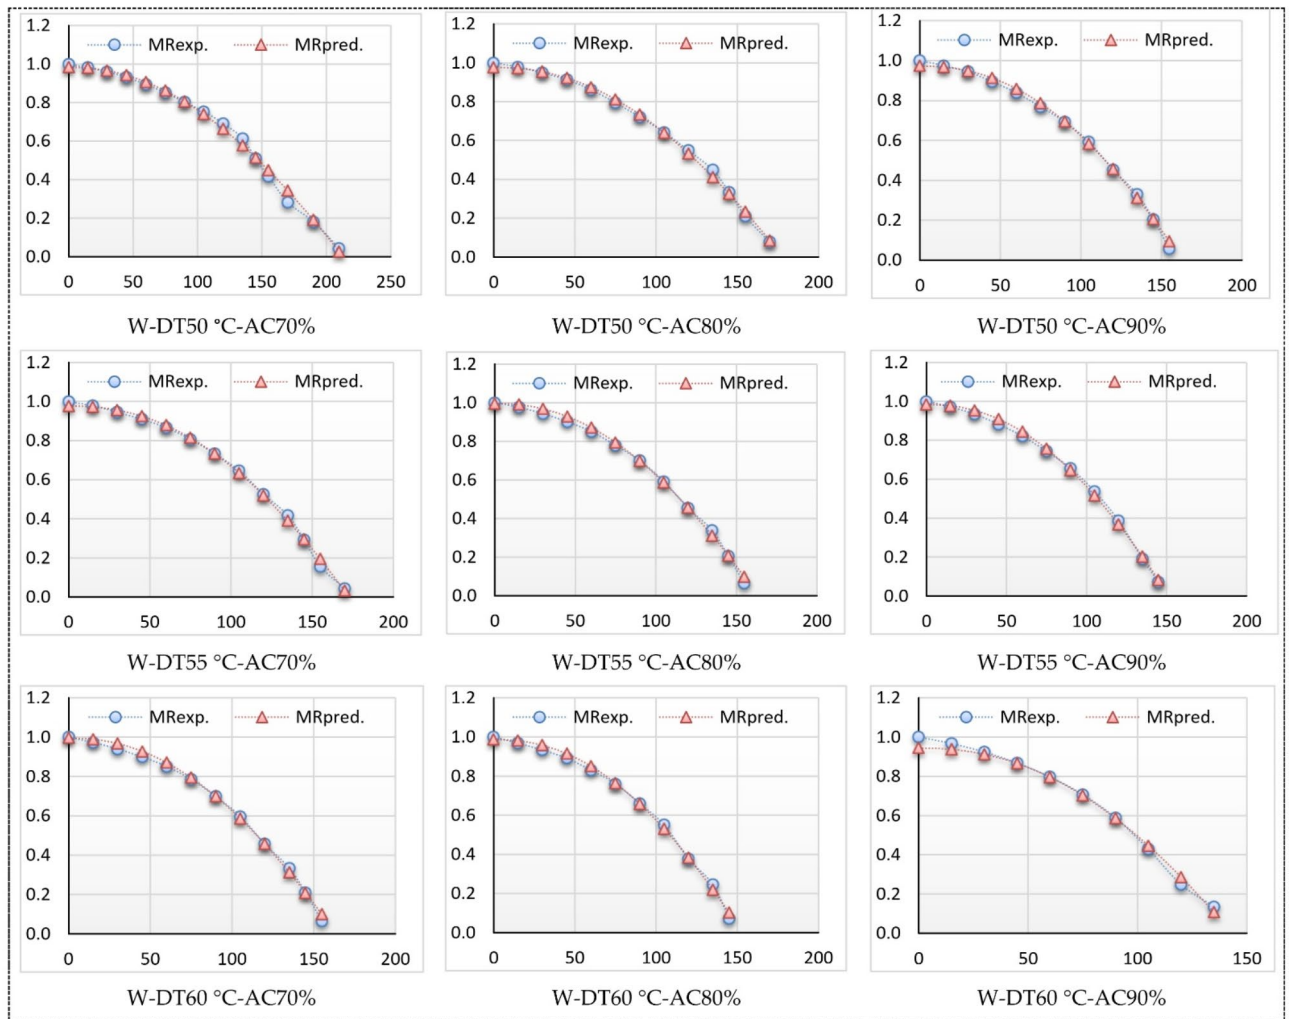 1.2
MRexp. MRpred.
1.0
0.8
0.6
0.4
0.2
0.0
0 50 100 150 200 250
W-DT50 °C-AC70%
1.2
MRexp. MRpred.
1.0
0.8
0.6
0.4
0.2
0.0
0 50 100 150 200
W-DT50 °C-AC80%
1.2
MRexp. MRpred.
1.0
0.8
0.6
0.4
0.2
0.0
0 50 100 150 200
W-DT50 °C-AC90%
1.2
MRexp. MRpred.
1.0
0.8
0.6
0.4
0.2
0.0
0 50 100 150 200
W-DT55 °C-AC70%
1.2
MRexp. MRpred.
1.0
0.8
0.6
0.4
0.2
0.0
0 50 100 150 200
W-DT55 °C-AC80%
1.2
MRexp. MRpred.
1.0
0.8
0.6
0.4
0.2
0.0
0 50 100 150 200
W-DT55 °C-AC90%
1.2
MRexp. MRpred.
1.0
0.8
0.6
0.4
0.2
0.0
0 50 100 150 200
W-DT60 °C-AC70%
1.2
MRexp. MRpred.
1.0
0.8
0.6
0.4
0.2
0.0
0 50 100 150 200
W-DT60 °C-AC80%
1.2
MRexp. MRpred.
1.0
0.8
0.6
0.4
0.2
0.0
0 50 100 150
W-DT60 °C-AC90%